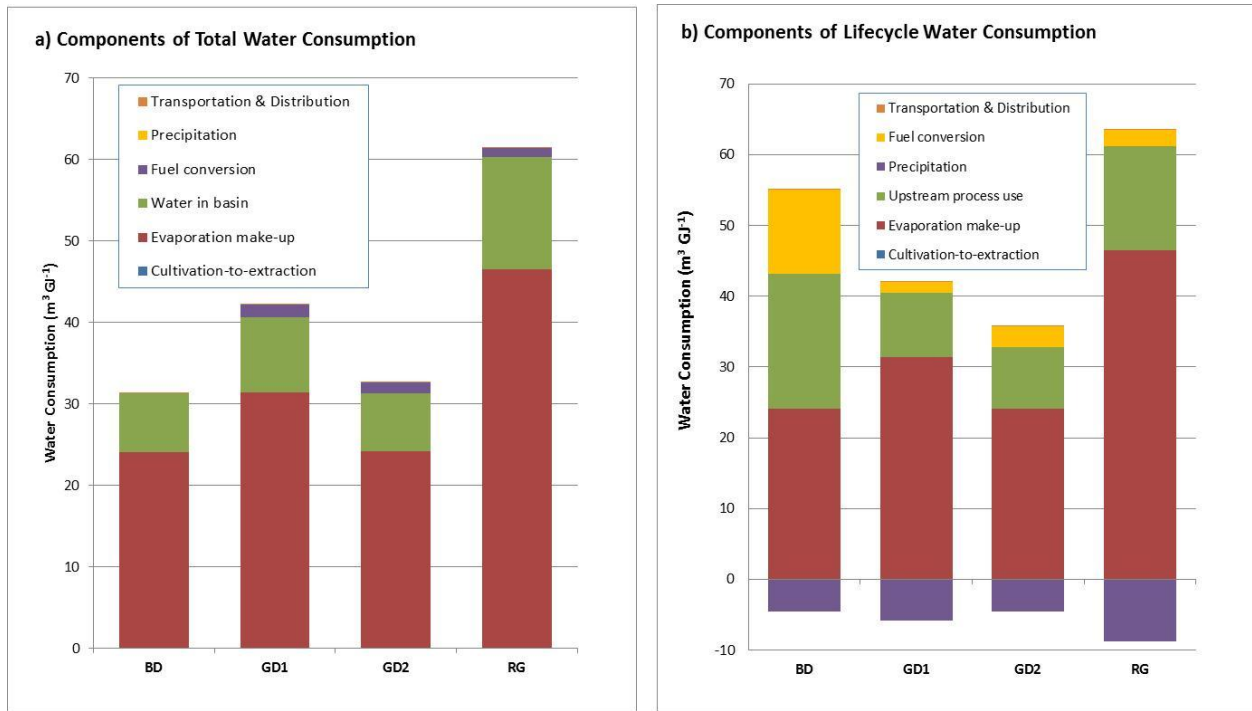 a) Components of Total Water Consumption
Water Consumption (m³ GJ⁻¹)
70
60
50
40
30
20
10
0
Transportation & Distribution
Precipitation
Fuel conversion
Water in basin
Evaporation make-up
Cultivation-to-extraction
BD GD1 GD2 RG
b) Components of Lifecycle Water Consumption
Water Consumption (m³ GJ⁻¹)
70
60
50
40
30
20
10
0
-10
Transportation & Distribution
Fuel conversion
Precipitation
Upstream process use
Evaporation make-up
Cultivation-to-extraction
BD GD1 GD2 RG